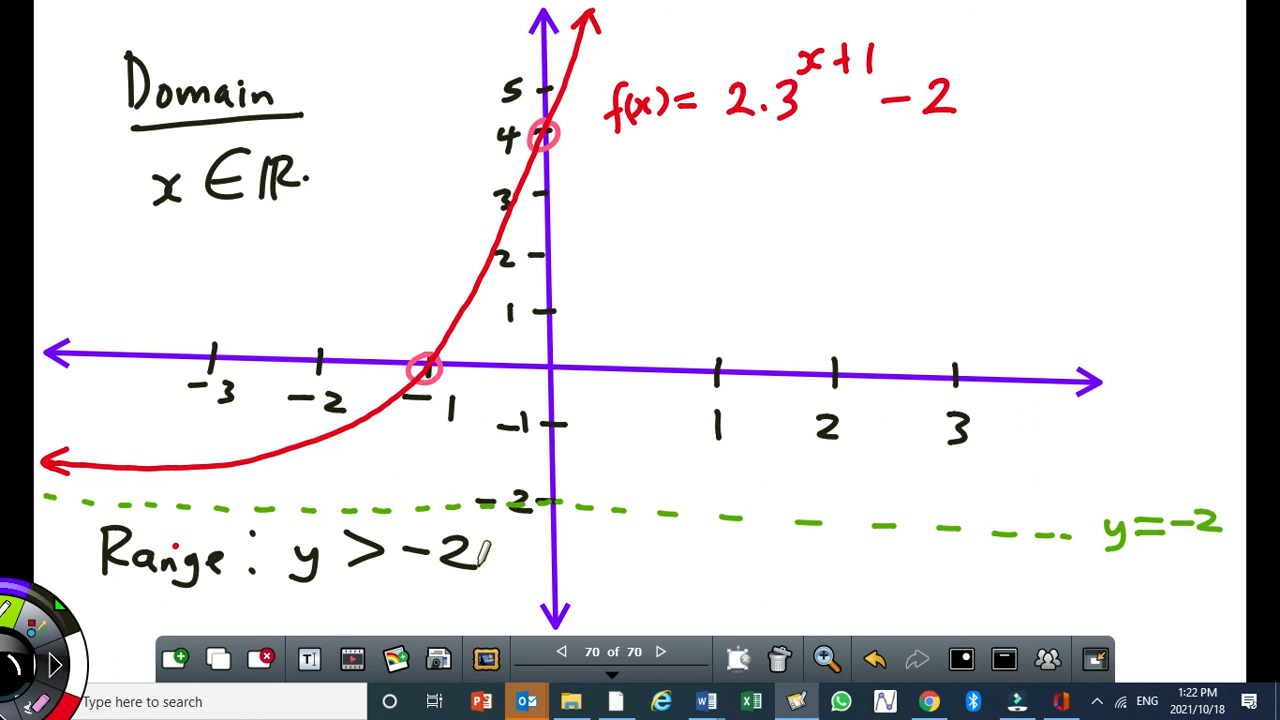 Domain
x ∈ ℝ.
f(x) = 2.3^{x+1} - 2
5
4
3
2
1
-3 -2 -1 1 2 3
-1
-2
y = -2
Range : y > -2
70 of 70
T
Type here to search
ENG
1:22 PM
2021/10/18